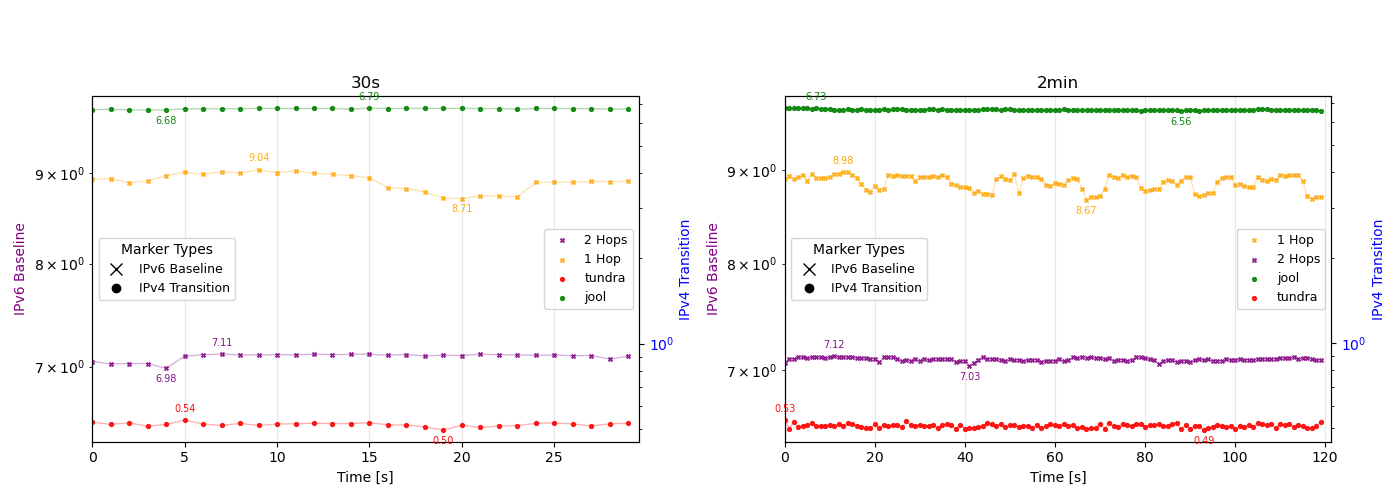 30s
6.79
6.68
9.04
8.71
9 × 10⁰
8 × 10⁰
7 × 10⁰
IPv6 Baseline
Marker Types
IPv6 Baseline
IPv4 Transition
2 Hops
1 Hop
tundra
jool
7.11
6.98
0.54
0.50
10⁰
IPv4 Transition
0 5 10 15 20 25
Time [s]
2min
6.73
6.56
8.98
8.67
9 × 10⁰
8 × 10⁰
7 × 10⁰
IPv6 Baseline
Marker Types
IPv6 Baseline
IPv4 Transition
1 Hop
2 Hops
jool
tundra
7.12
7.03
0.53
0.49
10⁰
IPv4 Transition
0 20 40 60 80 100 120
Time [s]